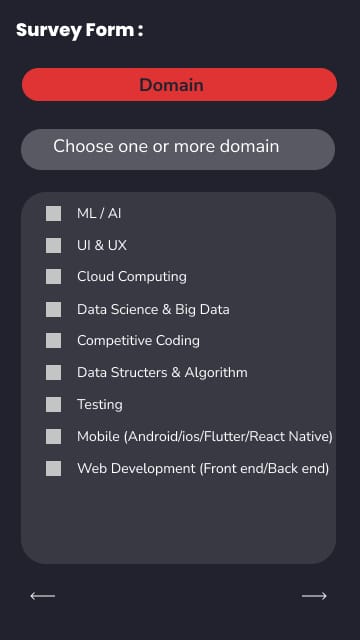 Survey Form :
Domain
Choose one or more domain
ML / AI
UI & UX
Cloud Computing
Data Science & Big Data
Competitive Coding
Data Structers & Algorithm
Testing
Mobile (Android/ios/Flutter/React Native)
Web Development (Front end/Back end)